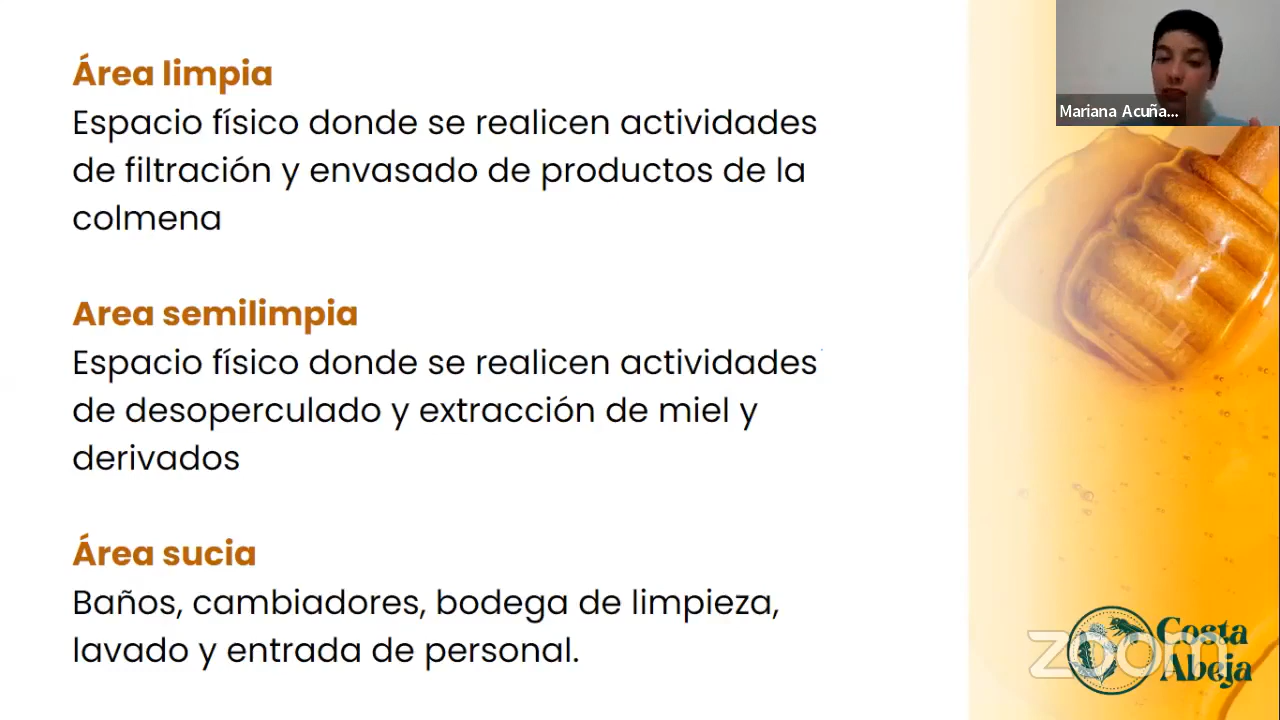 Área limpia
Espacio físico donde se realicen actividades
de filtración y envasado de productos de la
colmena
Area semilimpia
Espacio físico donde se realicen actividades
de desoperculado y extracción de miel y
derivados
Área sucia
Baños, cambiadores, bodega de limpieza,
lavado y entrada de personal.
Mariana Acuña...
zoom
Costa
Abeja